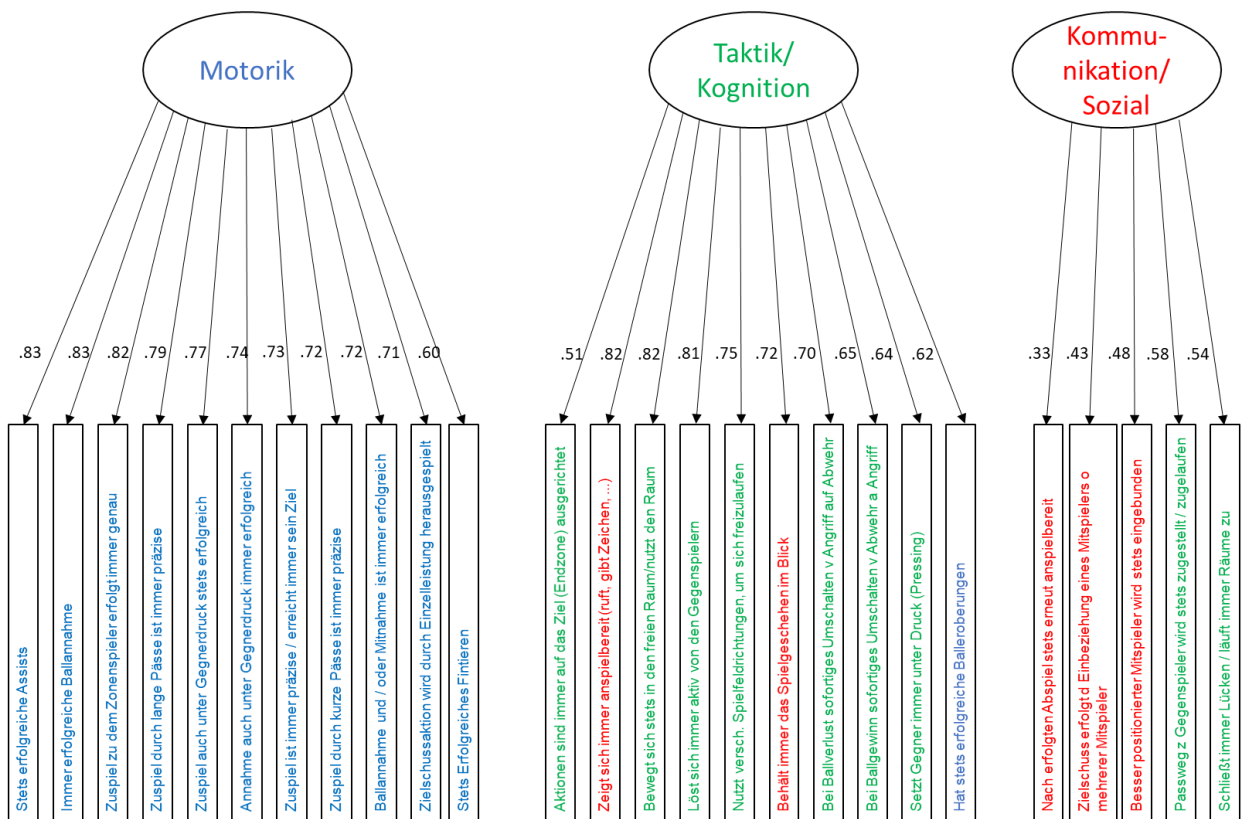 Motorik
Taktik/
Kognition
Kommu-
nikation/
Sozial
.83
.83
.82
.79
.77
.74
.73
.72
.72
.71
.60
.51
.82
.82
.81
.75
.72
.70
.65
.64
.62
.33
.43
.48
.58
.54
Stets erfolgreiche Assists
Immer erfolgreiche Ballannahme
Zuspiel zu dem Zonenspieler erfolgt immer genau
Zuspiel durch lange Pässe ist immer präzise
Zuspiel auch unter Gegnerdruck stets erfolgreich
Annahme auch unter Gegnerdruck immer erfolgreich
Zuspiel ist immer präzise / erreicht immer sein Ziel
Zuspiel durch kurze Pässe ist immer präzise
Ballannahme und / oder Mitnahme ist immer erfolgreich
Zielschussaktion wird durch Einzelleistung herausgespielt
Stets Erfolgreiches Fintieren
Aktionen sind immer auf das Ziel (Endzone) ausgerichtet
Zeigt sich immer anspielbereit (ruft, gibt Zeichen, ...)
Bewegt sich stets in den freien Raum/nutzt den Raum
Löst sich immer aktiv von den Gegenspielern
Nutzt versch. Spielfeldrichtungen, um sich freizulaufen
Behält immer das Spielgeschehen im Blick
Bei Ballverlust sofortiges Umschalten v Angriff auf Abwehr
Bei Ballgewinn sofortiges Umschalten v Abwehr a Angriff
Setzt Gegner immer unter Druck (Pressing)
Hat stets erfolgreiche Balleroberungen
Nach erfolgten Abspiel stets erneut anspielbereit
Zielschuss erfolgt d Einbeziehung eines Mitspielers o
mehrerer Mitspieler
Besser positionierter Mitspieler wird stets eingebunden
Passweg z Gegenspieler wird stets zugestellt / zugelaufen
Schließt immer Lücken / läuft immer Räume zu